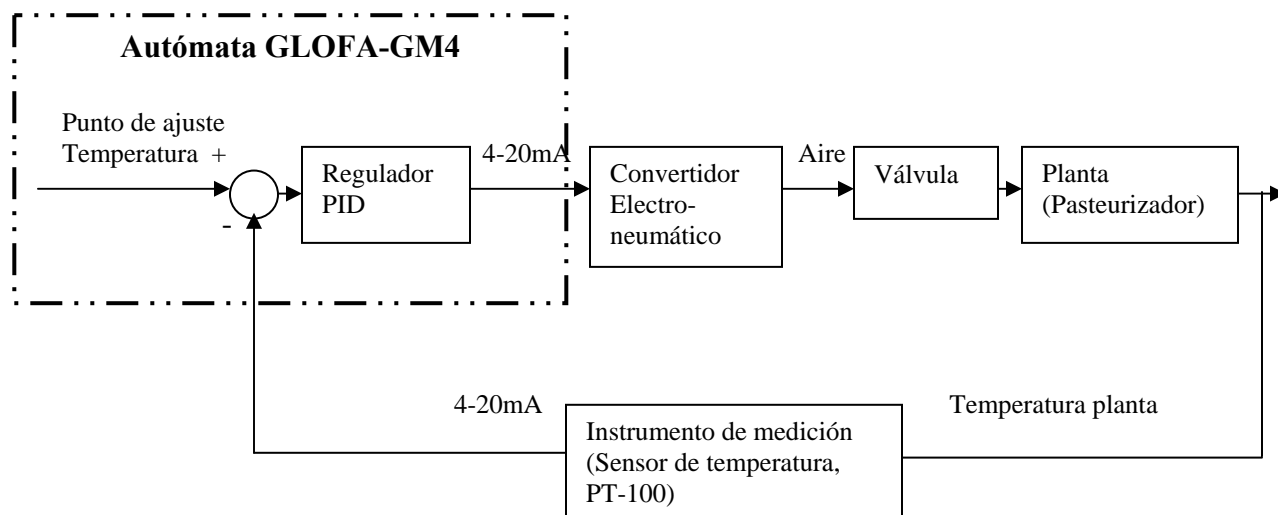 Autómata GLOFA-GM4
Punto de ajuste
Temperatura +
-
Regulador
PID
4-20mA
Convertidor
Electro-
neumático
Aire
Válvula
Planta
(Pasteurizador)
4-20mA
Instrumento de medición
(Sensor de temperatura,
PT-100)
Temperatura planta